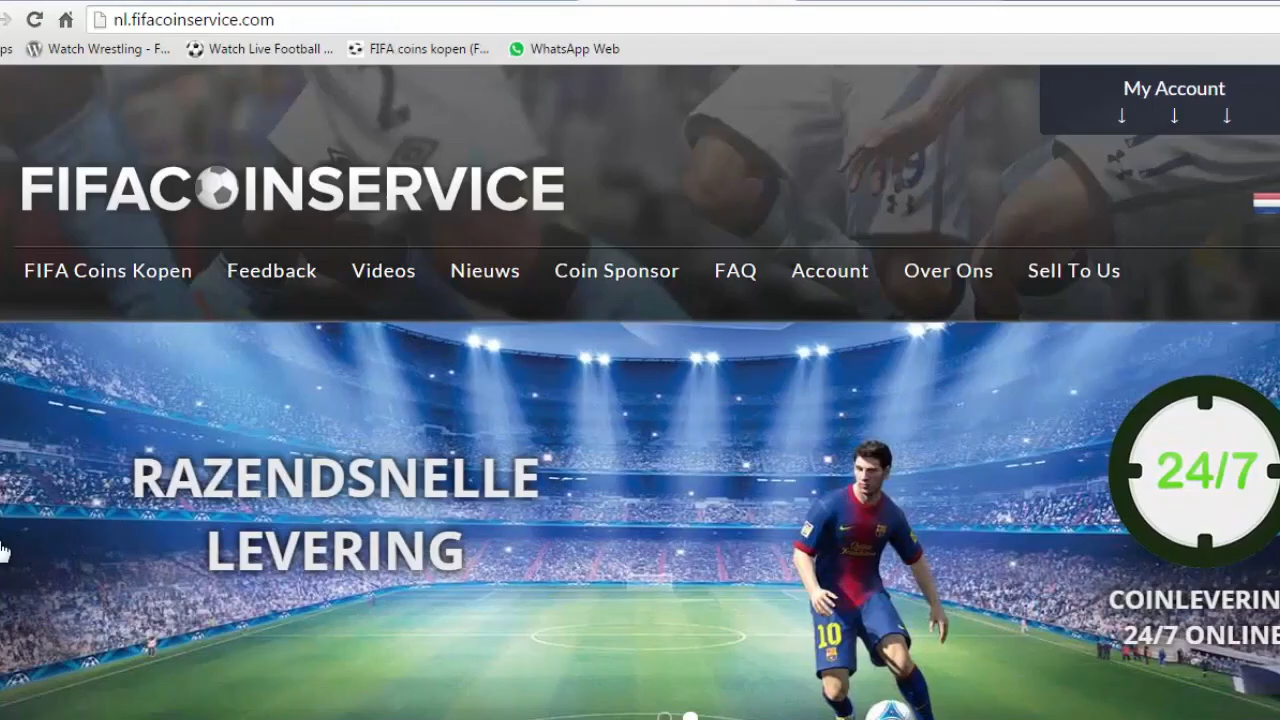 nl.fifacoinservice.com
ps Watch Wrestling - F... Watch Live Football ... FIFA coins kopen (F... WhatsApp Web
My Account
↓ ↓ ↓
FIFACOINSERVICE
FIFA Coins Kopen Feedback Videos Nieuws Coin Sponsor FAQ Account Over Ons Sell To Us
RAZENDSNELLE
LEVERING
24/7
10
COINLEVERIN
24/7 ONLINE